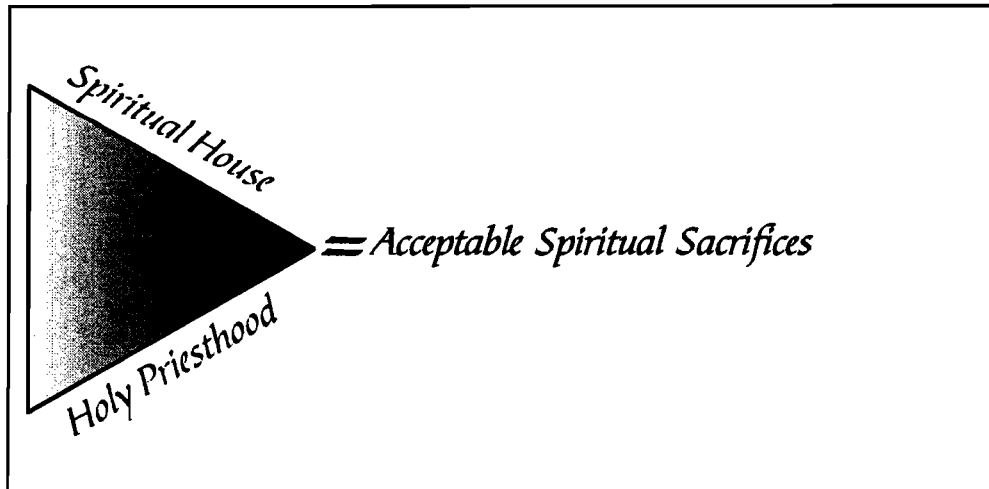 Spiritual House
= Acceptable Spiritual Sacrifices
Holy Priesthood